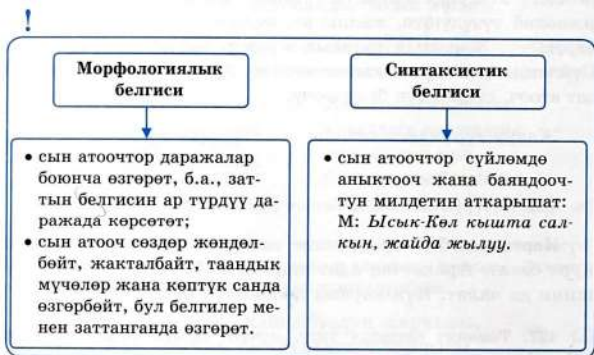 !
Морфологиялык
белгиси
• сын атоочтор даражалар
боюнча өзгөрөт, б.а., зат-
тын белгисин ар түрдүү да-
ражада көрсөтөт;
• сын атооч сөздөр жөндөл-
бөйт, жакталбайт, таандык
мүчөлөр жана көптүк санда
өзгөрбөйт, бул белгилер ме-
нен заттанганда өзгөрөт.
Синтаксистик
белгиси
• сын атоочтор сүйлөмдө
аныктооч жана баяндооч-
тун милдетин аткарышат:
М: Ысык-Көл кышта сал-
кын, жайда жылуу.